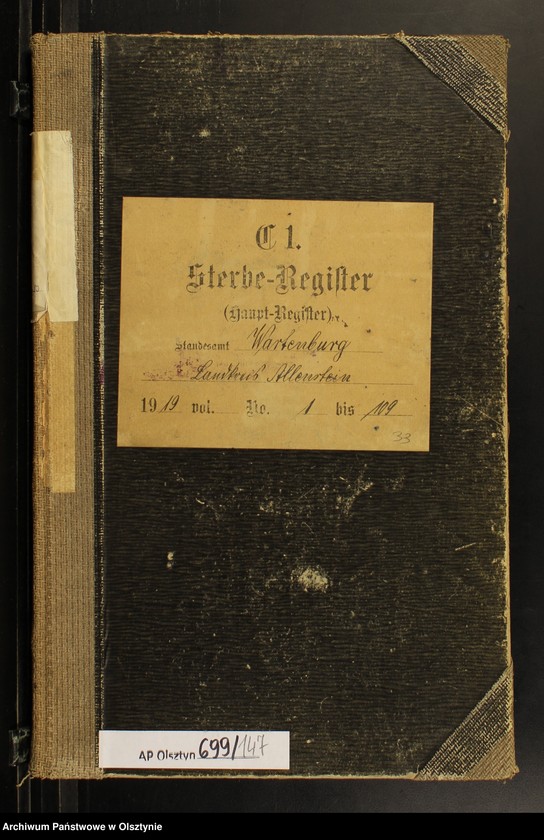 C 1.
Sterbe-Register
(Haupt-Register)
Standesamt Wartenburg
Landkreis Allenstein
1919 vol. No. 1 bis 109
33
AP Olsztyn 699/147
Archiwum Państwowe w Olsztynie